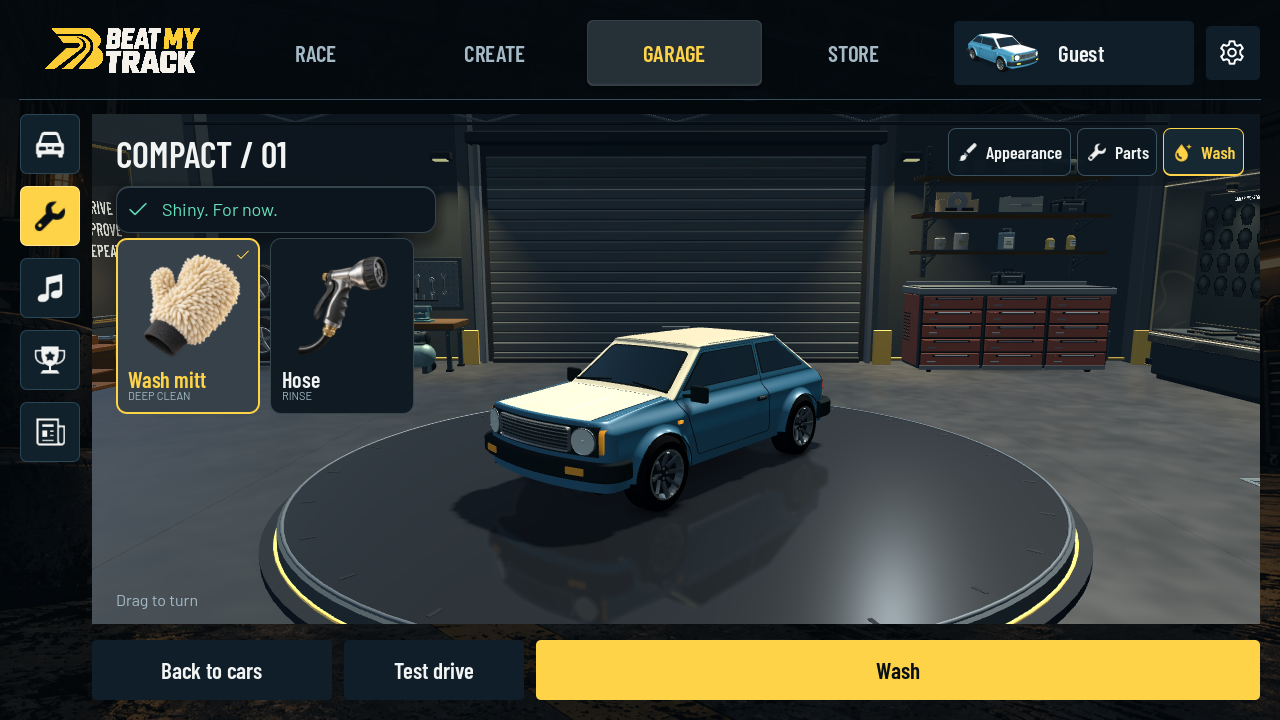 BEAT MY TRACK
RACE
CREATE
GARAGE
STORE
Guest
COMPACT / 01
Appearance
Parts
Wash
Shiny. For now.
Wash mitt
DEEP CLEAN
Hose
RINSE
Drag to turn
Back to cars
Test drive
Wash